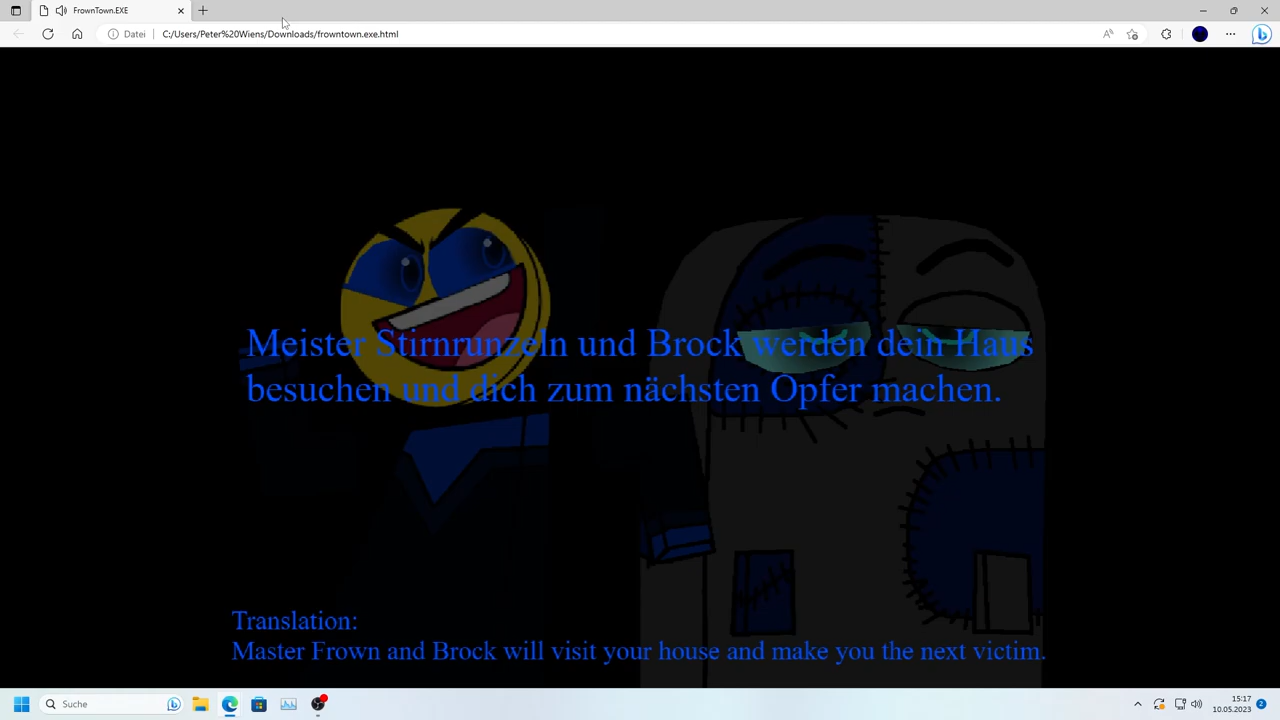 FrownTown.EXE
Datei C:/Users/Peter%20Wiens/Downloads/frowntown.exe.html
Meister Stirnrunzeln und Brock werden dein Haus
besuchen und dich zum nächsten Opfer machen.
Translation:
Master Frown and Brock will visit your house and make you the next victim.
Suche
15:17
10.05.2023
2